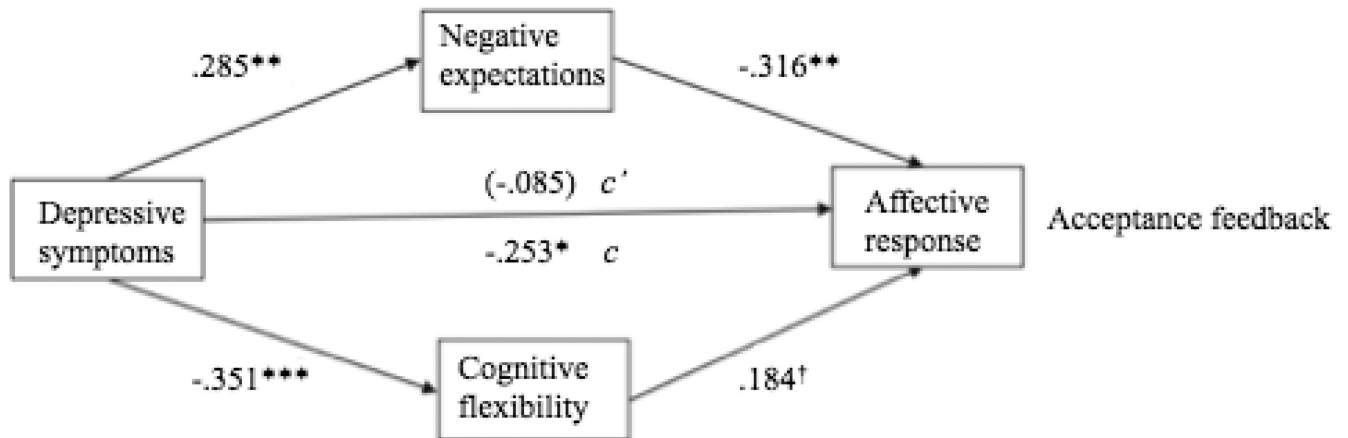 Negative
expectations
.285**
-.316**
(-.085) c′
Depressive
symptoms
Affective
response
Acceptance feedback
-.253* c
-.351***
Cognitive
flexibility
.184†